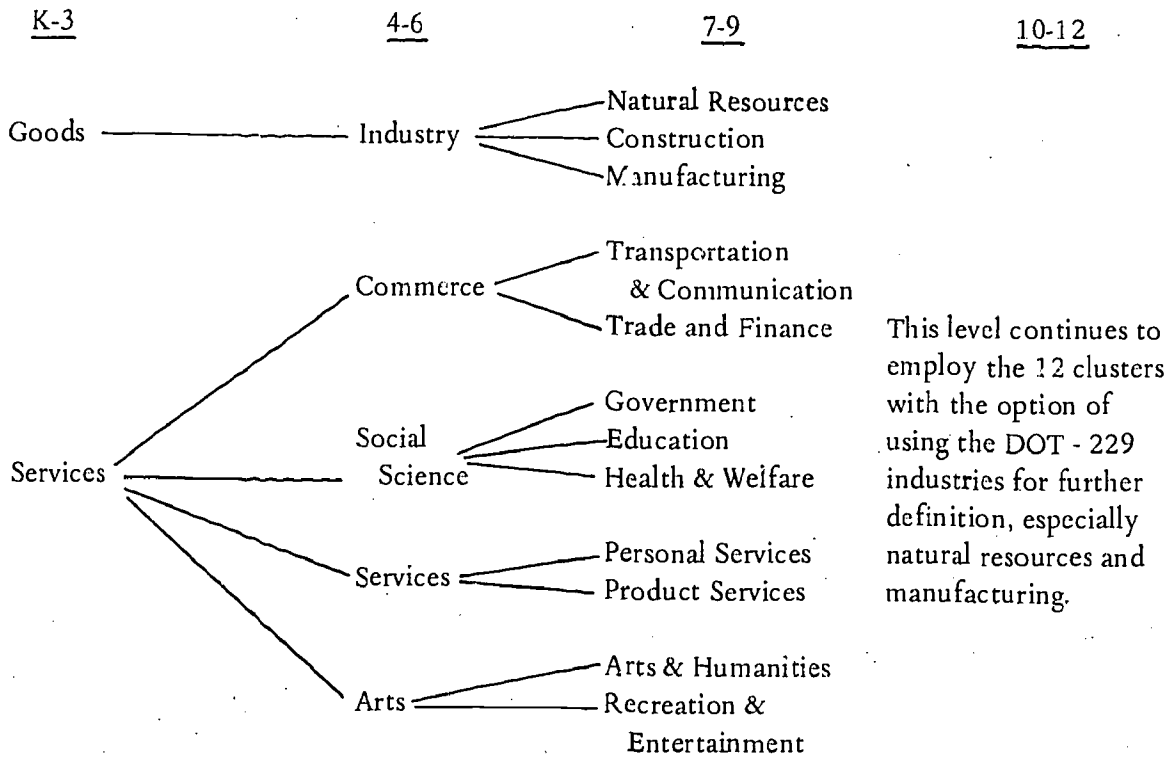 K-3
4-6
7-9
10-12
Goods
Industry
Natural Resources
Construction
Manufacturing
Services
Commerce
Transportation
& Communication
Trade and Finance
Social
Science
Government
Education
Health & Welfare
Services
Personal Services
Product Services
Arts
Arts & Humanities
Recreation &
Entertainment
This level continues to
employ the 12 clusters
with the option of
using the DOT - 229
industries for further
definition, especially
natural resources and
manufacturing.